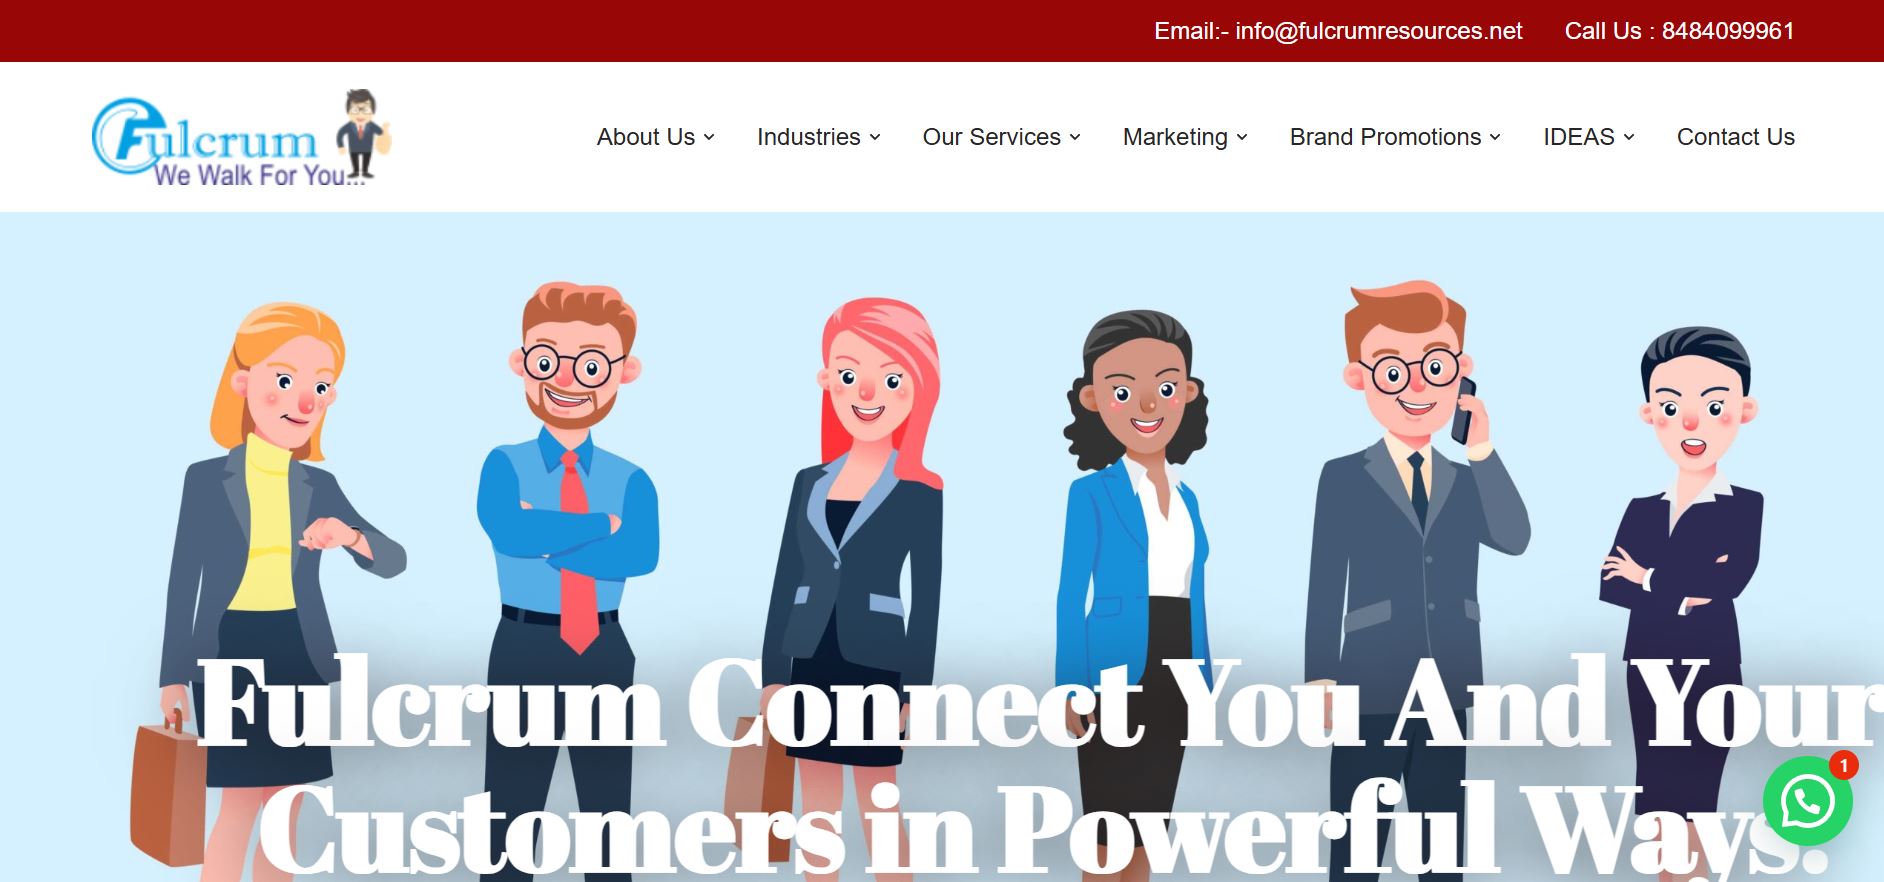 Email:- info@fulcrumresources.net Call Us : 8484099961
Fulcrum
We Walk For You...
About Us Industries Our Services Marketing Brand Promotions IDEAS Contact Us
Fulcrum Connect You And Your
Customers in Powerful Ways.
1